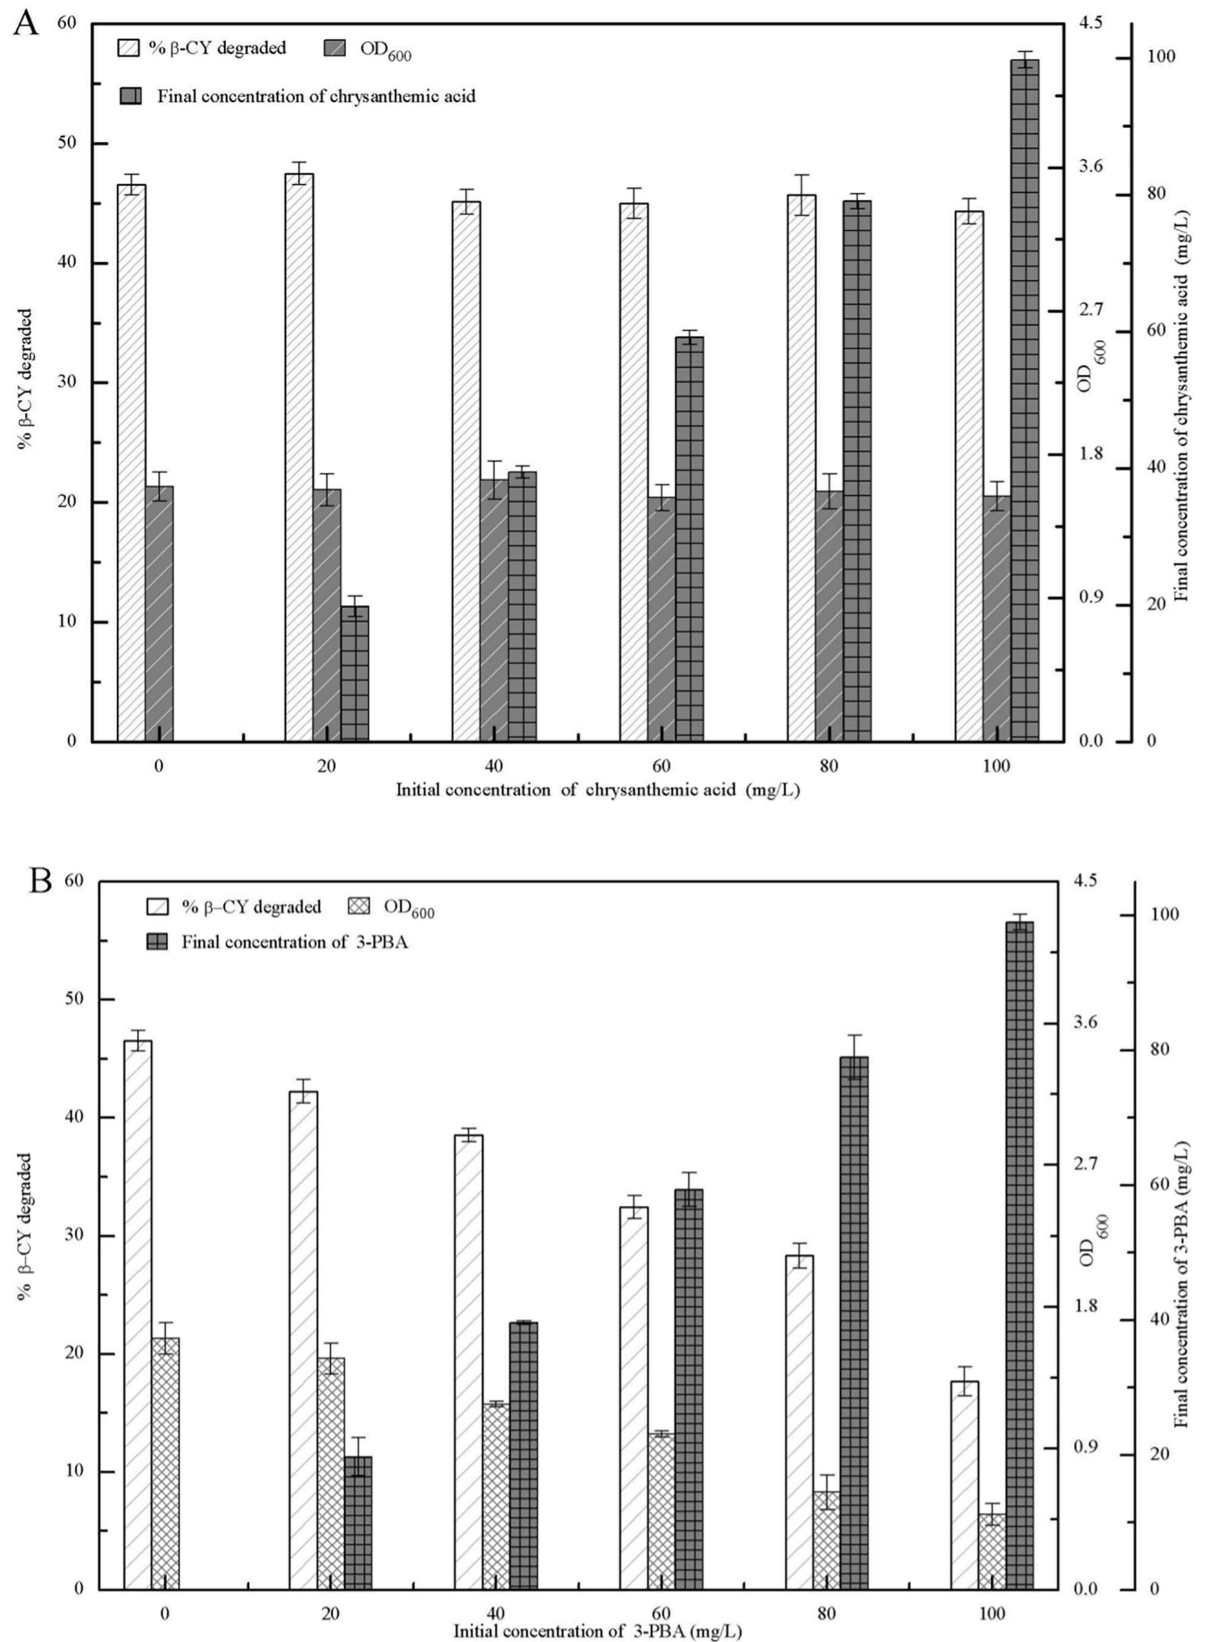 A
% β-CY degraded
OD600
Final concentration of chrysanthemic acid
60
50
40
30
20
10
0
% β-CY degraded
4.5
3.6
2.7
1.8
0.9
0.0
OD600
100
80
60
40
20
0
Final concentration of chrysanthemic acid (mg/L)
0 20 40 60 80 100
Initial concentration of chrysanthemic acid (mg/L)
B
% β–CY degraded
OD600
Final concentration of 3-PBA
60
50
40
30
20
10
0
% β–CY degraded
4.5
3.6
2.7
1.8
0.9
0.0
OD600
100
80
60
40
20
0
Final concentration of 3-PBA (mg/L)
0 20 40 60 80 100
Initial concentration of 3-PBA (mg/L)